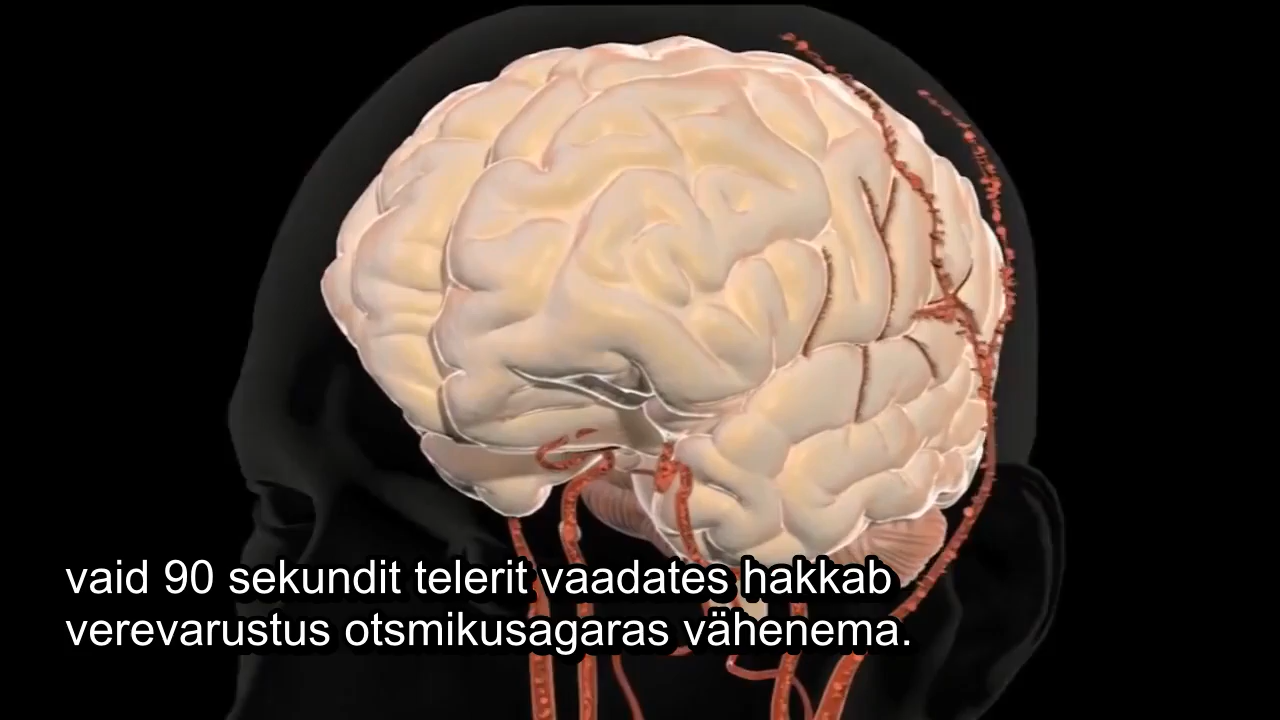 vaid 90 sekundit telerit vaadates hakkab
verevarustus otsmikusagaras vähenema.